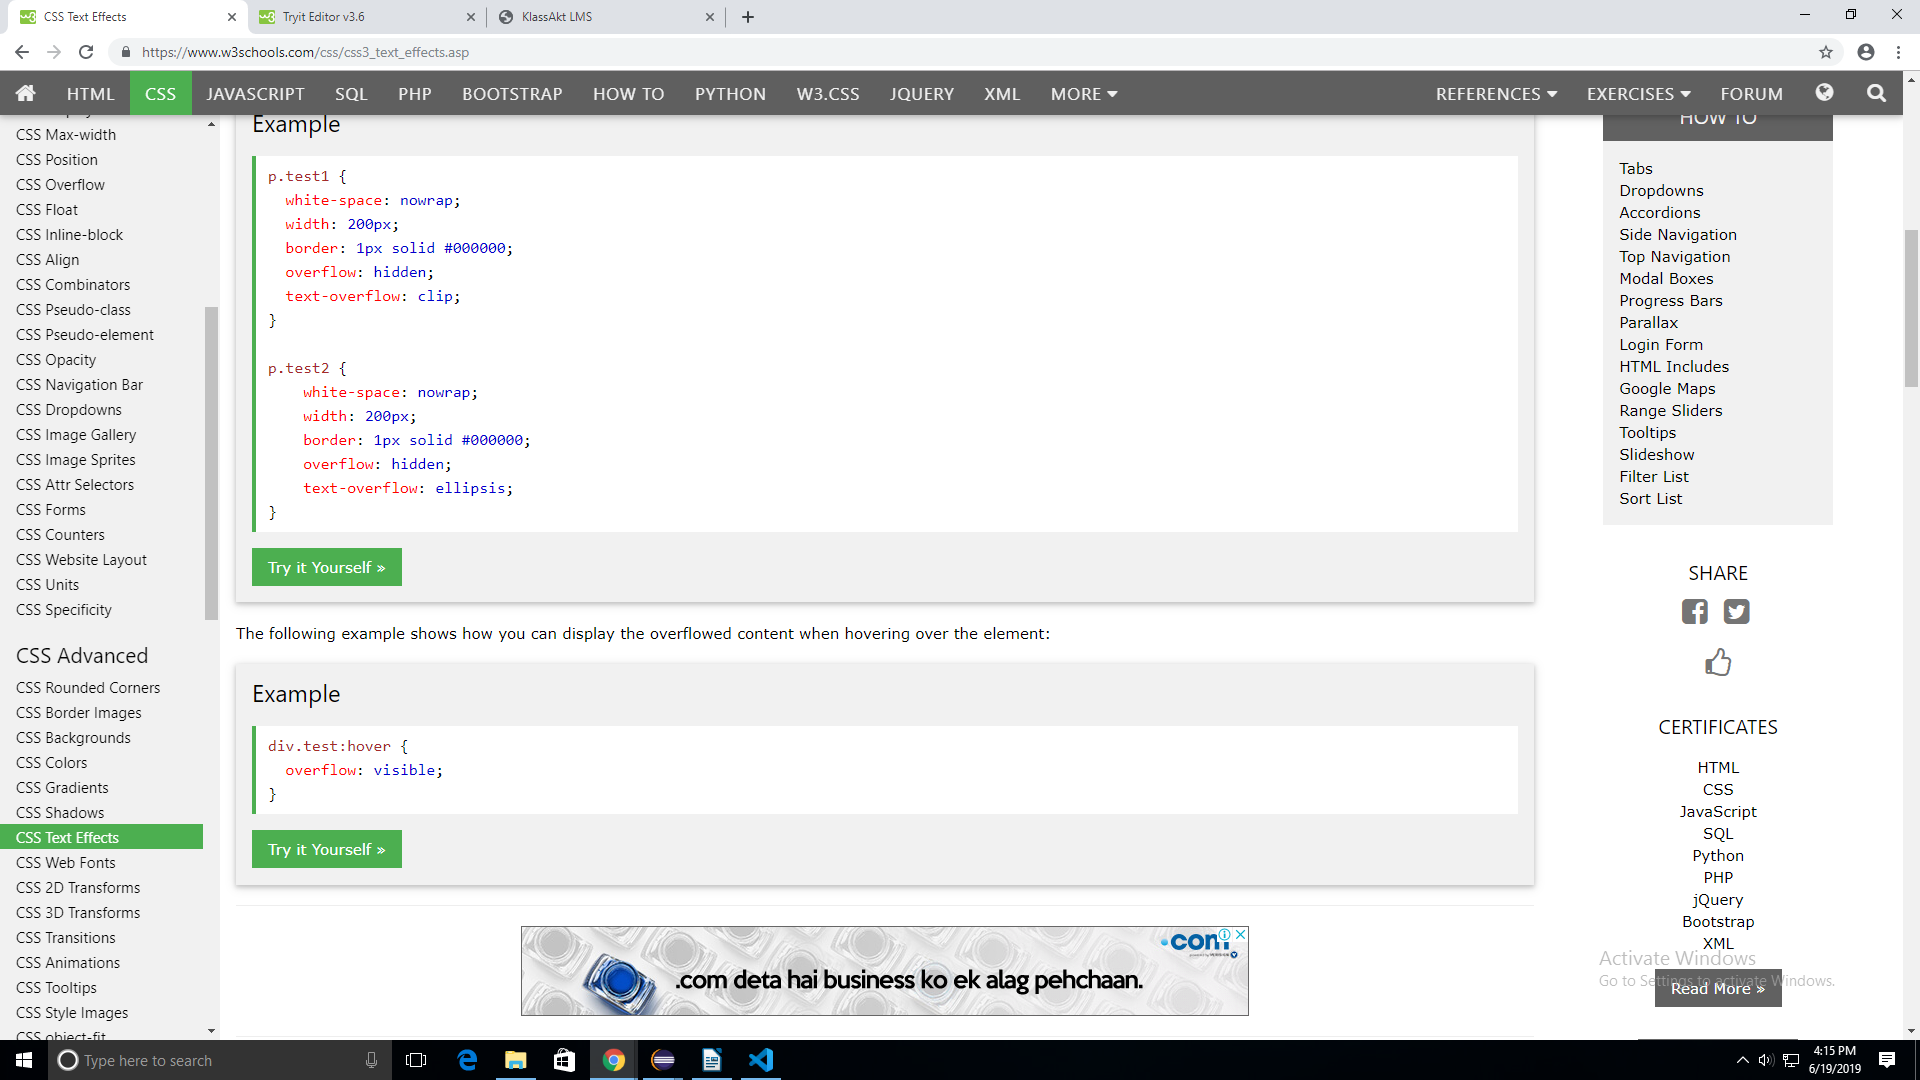 CSS Text Effects
Tryit Editor v3.6
KlassAkt LMS
https://www.w3schools.com/css/css3_text_effects.asp
HTML
CSS
JAVASCRIPT
SQL
PHP
BOOTSTRAP
HOW TO
PYTHON
W3.CSS
JQUERY
XML
MORE
REFERENCES
EXERCISES
FORUM
CSS Max-width
CSS Position
CSS Overflow
CSS Float
CSS Inline-block
CSS Align
CSS Combinators
CSS Pseudo-class
CSS Pseudo-element
CSS Opacity
CSS Navigation Bar
CSS Dropdowns
CSS Image Gallery
CSS Image Sprites
CSS Attr Selectors
CSS Forms
CSS Counters
CSS Website Layout
CSS Units
CSS Specificity
CSS Advanced
CSS Rounded Corners
CSS Border Images
CSS Backgrounds
CSS Colors
CSS Gradients
CSS Shadows
CSS Text Effects
CSS Web Fonts
CSS 2D Transforms
CSS 3D Transforms
CSS Transitions
CSS Animations
CSS Tooltips
CSS Style Images
CSS object-fit
Example
p.test1 {
white-space: nowrap;
width: 200px;
border: 1px solid #000000;
overflow: hidden;
text-overflow: clip;
}
p.test2 {
white-space: nowrap;
width: 200px;
border: 1px solid #000000;
overflow: hidden;
text-overflow: ellipsis;
}
Try it Yourself »
The following example shows how you can display the overflowed content when hovering over the element:
Example
div.test:hover {
overflow: visible;
}
Try it Yourself »
.com
.com deta hai business ko ek alag pehchaan.
HOW TO
Tabs
Dropdowns
Accordions
Side Navigation
Top Navigation
Modal Boxes
Progress Bars
Parallax
Login Form
HTML Includes
Google Maps
Range Sliders
Tooltips
Slideshow
Filter List
Sort List
SHARE
CERTIFICATES
HTML
CSS
JavaScript
SQL
Python
PHP
jQuery
Bootstrap
XML
Activate Windows
Go to Settings to activate Windows.
Read More »
Type here to search
4:15 PM
6/19/2019